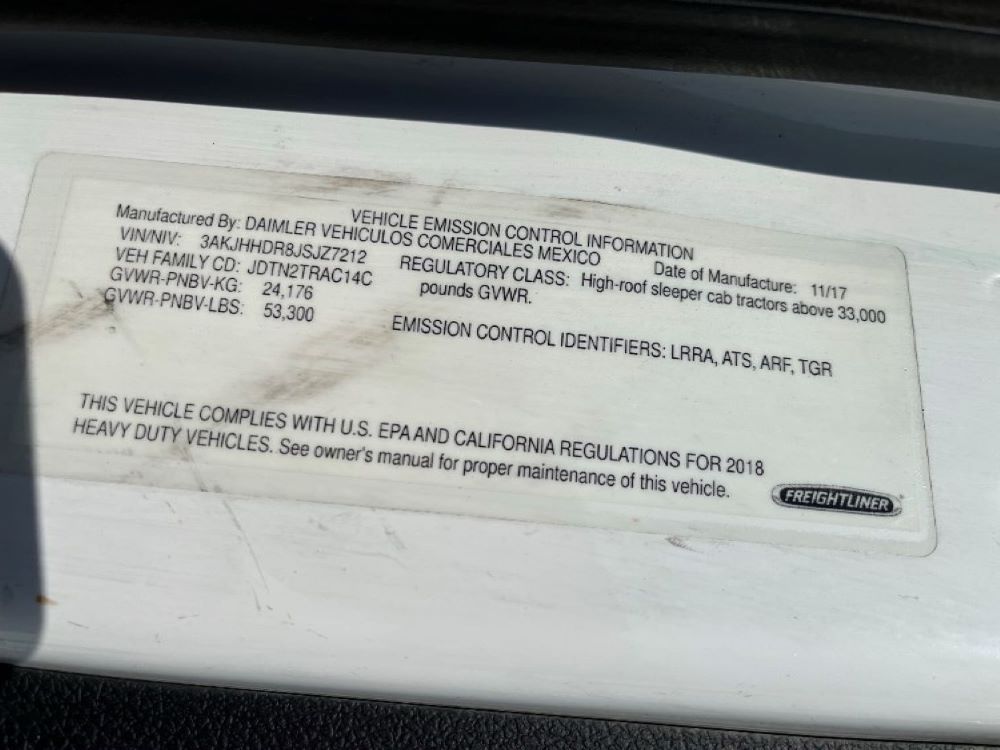 VEHICLE EMISSION CONTROL INFORMATION
Manufactured By: DAIMLER VEHICULOS COMERCIALES MEXICO Date of Manufacture: 11/17
VIN/NIV: 3AKJHHDR8JSJZ7212
VEH FAMILY CD: JDTN2TRAC14C REGULATORY CLASS: High-roof sleeper cab tractors above 33,000
GVWR-PNBV-KG: 24,176 pounds GVWR.
GVWR-PNBV-LBS: 53,300
EMISSION CONTROL IDENTIFIERS: LRRA, ATS, ARF, TGR
THIS VEHICLE COMPLIES WITH U.S. EPA AND CALIFORNIA REGULATIONS FOR 2018
HEAVY DUTY VEHICLES. See owner's manual for proper maintenance of this vehicle.
FREIGHTLINER